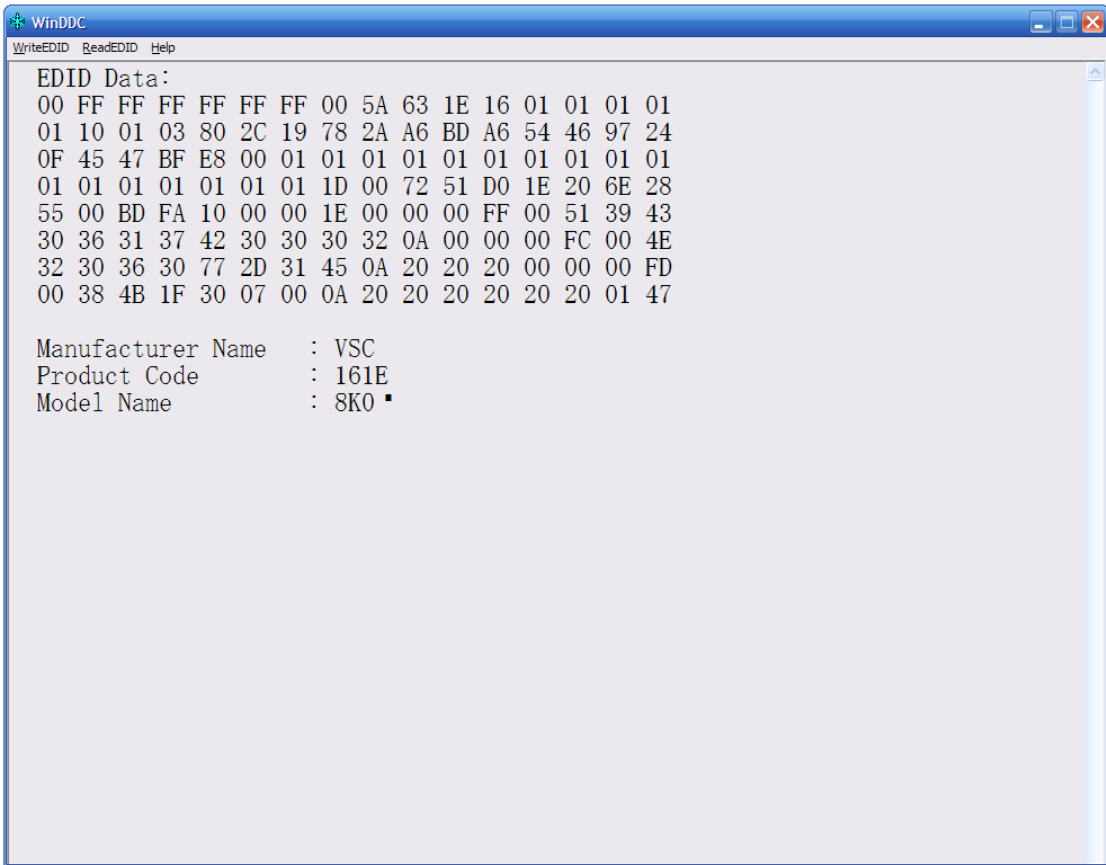 WinDDC
WriteEDID ReadEDID Help
EDID Data:
00 FF FF FF FF FF FF 00 5A 63 1E 16 01 01 01 01
01 10 01 03 80 2C 19 78 2A A6 BD A6 54 46 97 24
0F 45 47 BF E8 00 01 01 01 01 01 01 01 01 01 01
01 01 01 01 01 01 01 1D 00 72 51 D0 1E 20 6E 28
55 00 BD FA 10 00 00 1E 00 00 00 FF 00 51 39 43
30 36 31 37 42 30 30 30 32 0A 00 00 00 FC 00 4E
32 30 36 30 77 2D 31 45 0A 20 20 20 00 00 00 FD
00 38 4B 1F 30 07 00 0A 20 20 20 20 20 20 01 47
Manufacturer Name : VSC
Product Code : 161E
Model Name : 8K0